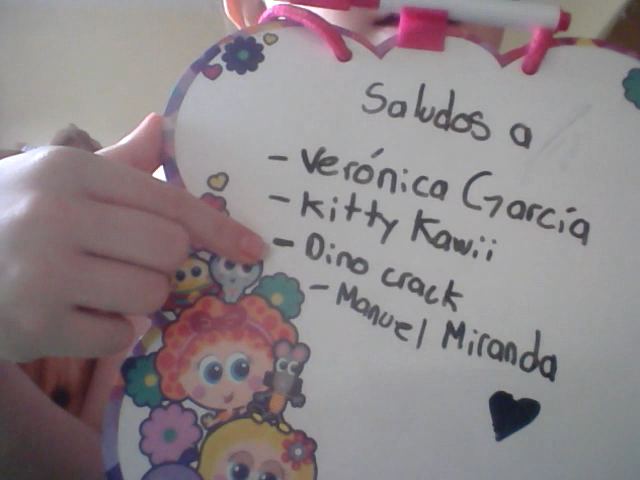 Saludos a
- Verónica García
- Kitty Kawii
- Dino crack
- Manuel Miranda